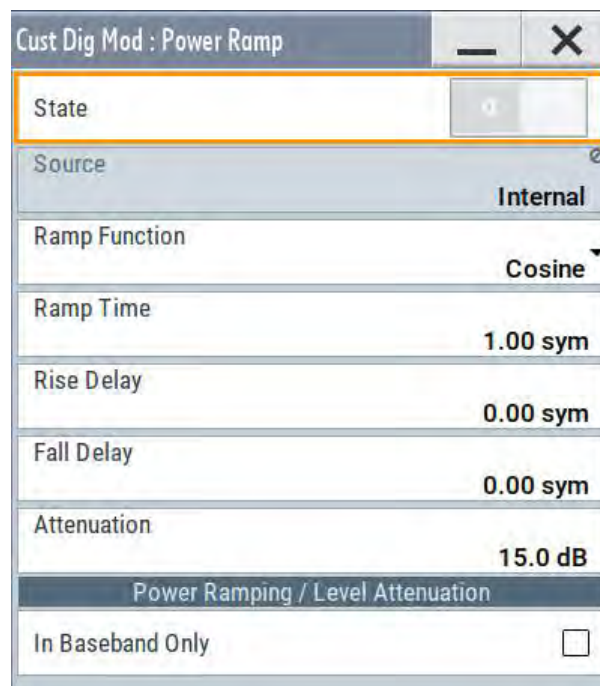 Cust Dig Mod : Power Ramp
State
0
Source
Internal
Ramp Function
Cosine
Ramp Time
1.00 sym
Rise Delay
0.00 sym
Fall Delay
0.00 sym
Attenuation
15.0 dB
Power Ramping / Level Attenuation
In Baseband Only